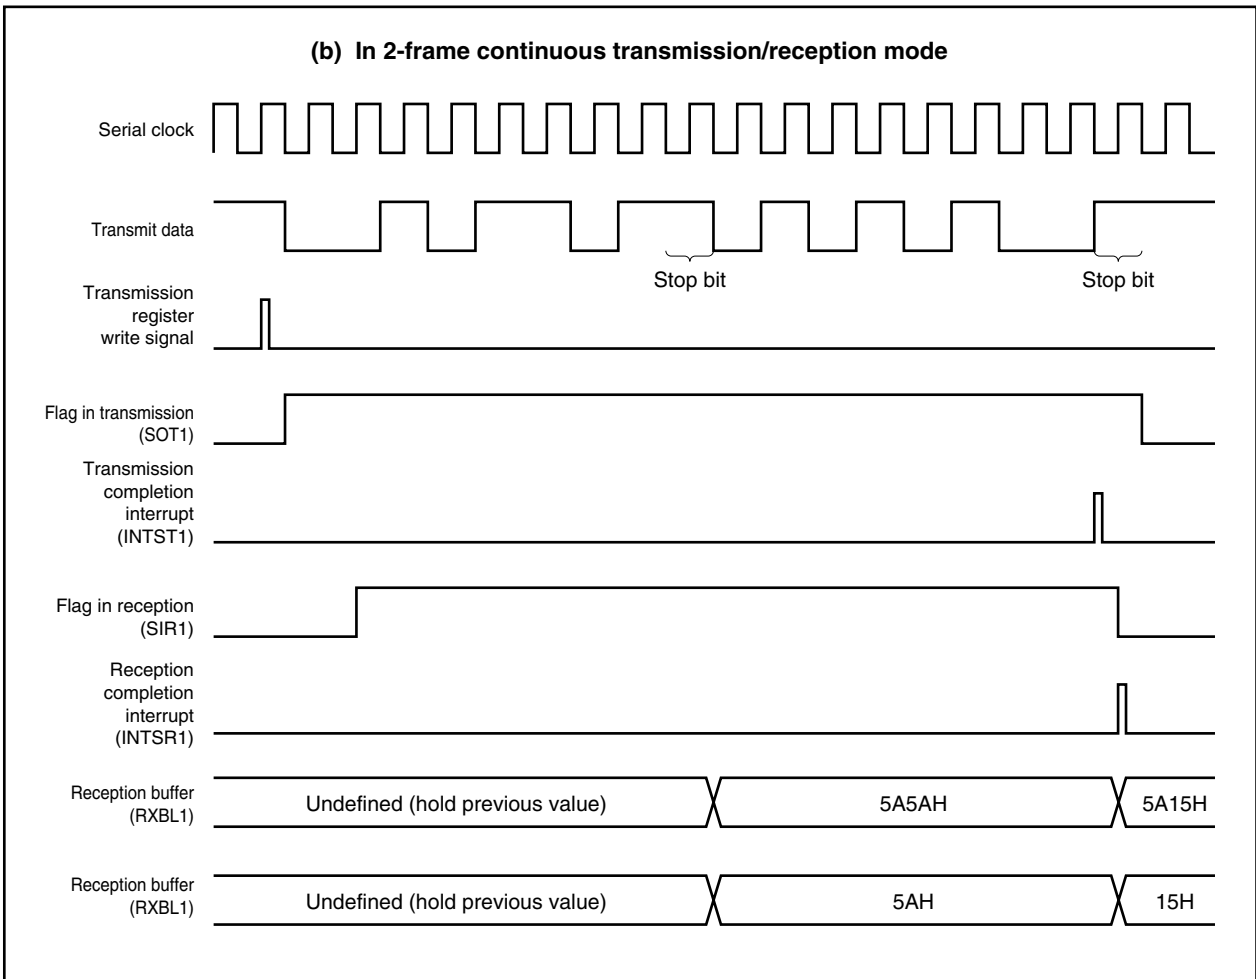 (b) In 2-frame continuous transmission/reception mode
Serial clock
Transmit data
Stop bit
Stop bit
Transmission
register
write signal
Flag in transmission
(SOT1)
Transmission
completion
interrupt
(INTST1)
Flag in reception
(SIR1)
Reception
completion
interrupt
(INTSR1)
Reception buffer
(RXBL1)
Undefined (hold previous value)
5A5AH
5A15H
Reception buffer
(RXBL1)
Undefined (hold previous value)
5AH
15H